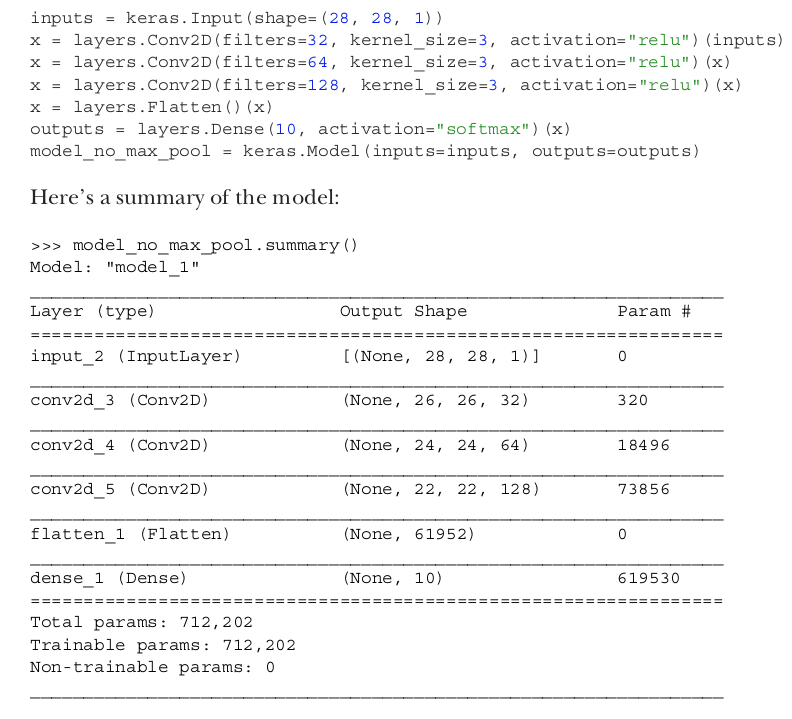 inputs = keras.Input(shape=(28, 28, 1))
x = layers.Conv2D(filters=32, kernel_size=3, activation="relu")(inputs)
x = layers.Conv2D(filters=64, kernel_size=3, activation="relu")(x)
x = layers.Conv2D(filters=128, kernel_size=3, activation="relu")(x)
x = layers.Flatten()(x)
outputs = layers.Dense(10, activation="softmax")(x)
model_no_max_pool = keras.Model(inputs=inputs, outputs=outputs)
Here's a summary of the model:
>>> model_no_max_pool.summary()
Model: "model_1"
_________________________________________________________________
Layer (type)                 Output Shape              Param #
=================================================================
input_2 (InputLayer)         [(None, 28, 28, 1)]       0
_________________________________________________________________
conv2d_3 (Conv2D)            (None, 26, 26, 32)        320
_________________________________________________________________
conv2d_4 (Conv2D)            (None, 24, 24, 64)        18496
_________________________________________________________________
conv2d_5 (Conv2D)            (None, 22, 22, 128)       73856
_________________________________________________________________
flatten_1 (Flatten)          (None, 61952)             0
_________________________________________________________________
dense_1 (Dense)              (None, 10)                619530
=================================================================
Total params: 712,202
Trainable params: 712,202
Non-trainable params: 0
_________________________________________________________________